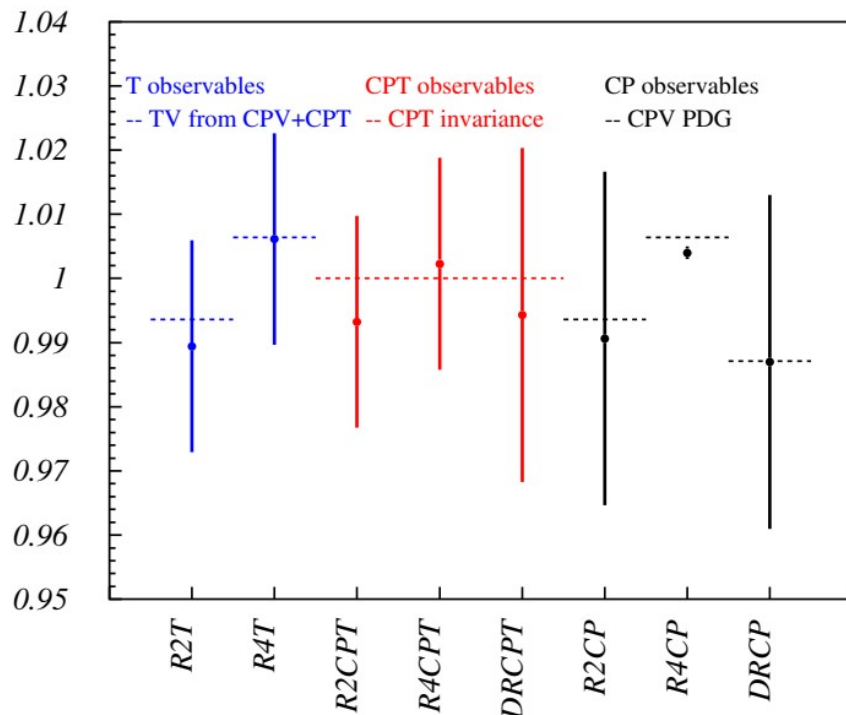 1.04
1.03
T observables
CPT observables
CP observables
-- TV from CPV+CPT
-- CPT invariance
-- CPV PDG
1.02
1.01
1
0.99
0.98
0.97
0.96
0.95
R2T
R4T
R2CPT
R4CPT
DRCPT
R2CP
R4CP
DRCP